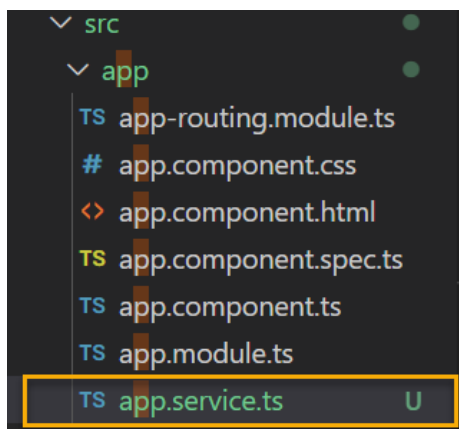 src
app
TS app-routing.module.ts
# app.component.css
<> app.component.html
TS app.component.spec.ts
TS app.component.ts
TS app.module.ts
TS app.service.ts U